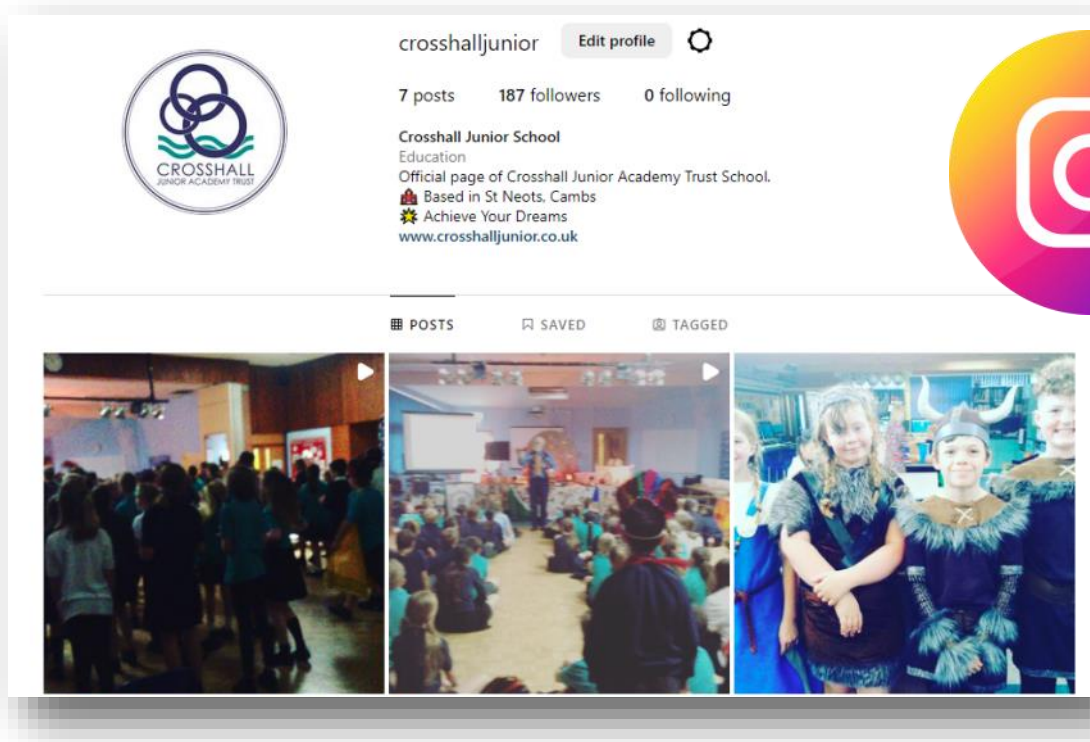 crosshalljunior Edit profile
7 posts 187 followers 0 following
Crosshall Junior School
Education
Official page of Crosshall Junior Academy Trust School.
Based in St Neots, Cambs
Achieve Your Dreams
www.crosshalljunior.co.uk
CROSSHALL
JUNIOR ACADEMY TRUST
POSTS SAVED TAGGED